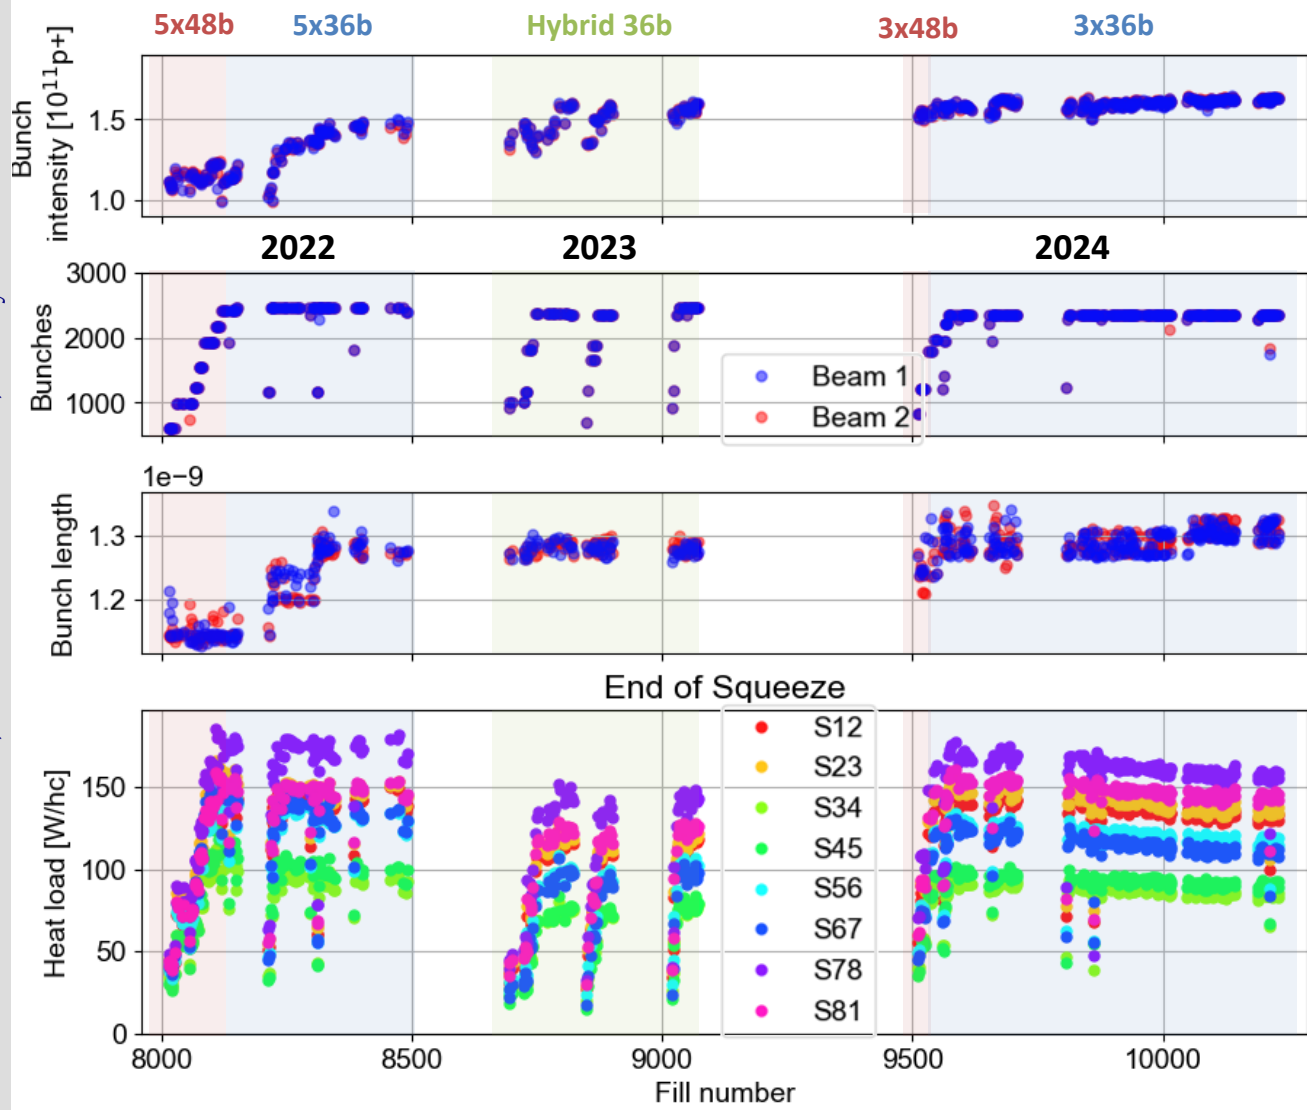 5x48b 5x36b Hybrid 36b 3x48b 3x36b
Bunch
intensity [10¹¹p+]
1.5
1.0
2022 2023 2024
Bunches
3000
2000
1000
Beam 1
Beam 2
1e−9
Bunch length
1.3
1.2
End of Squeeze
Heat load [W/hc]
150
100
50
0
S12
S23
S34
S45
S56
S67
S78
S81
8000 8500 9000 9500 10000
Fill number